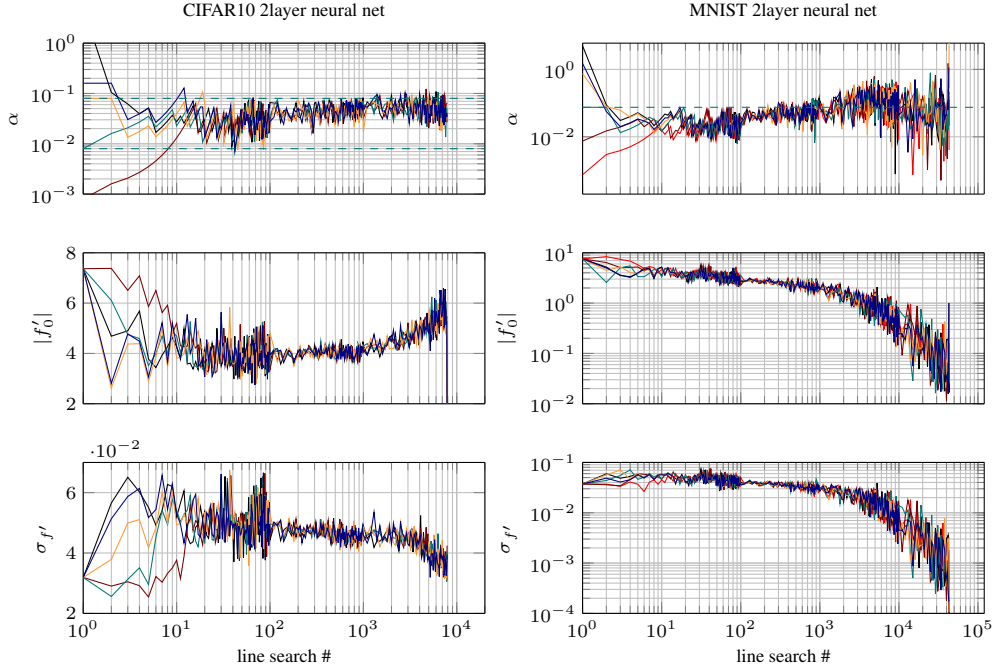 CIFAR10 2layer neural net
MNIST 2layer neural net
10^0
10^−1
10^−2
10^−3
α
10^0
10^−2
α
8
6
4
2
|f′_0|
10^1
10^0
10^−1
10^−2
|f′_0|
·10^−2
6
4
2
σ_f′
10^−1
10^−2
10^−3
10^−4
σ_f′
10^0 10^1 10^2 10^3 10^4
10^0 10^1 10^2 10^3 10^4 10^5
line search #
line search #